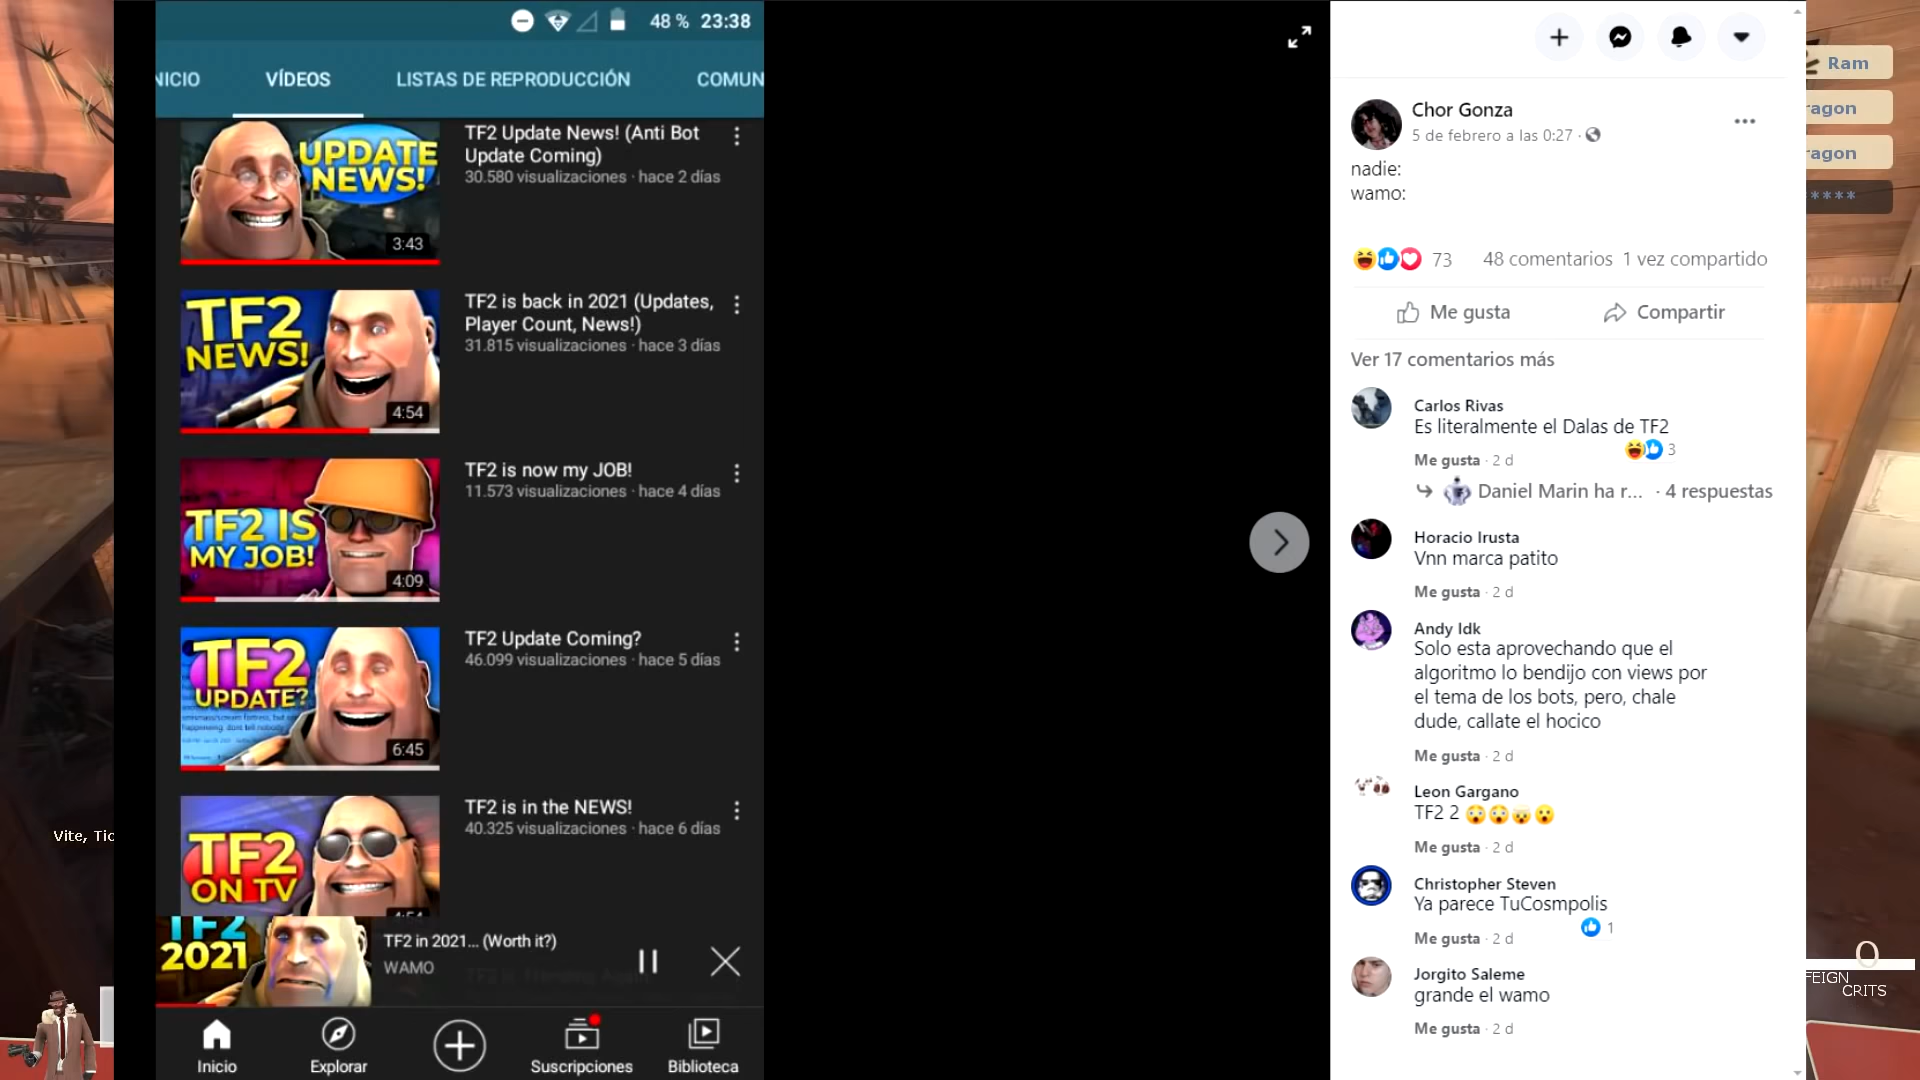 48 % 23:38
NICIO VÍDEOS LISTAS DE REPRODUCCIÓN COMUN
UPDATE
NEWS!
3:43
TF2 Update News! (Anti Bot
Update Coming)
30.580 visualizaciones · hace 2 días
TF2
NEWS!
4:54
TF2 is back in 2021 (Updates,
Player Count, News!)
31.815 visualizaciones · hace 3 días
TF2 IS
MY JOB!
4:09
TF2 is now my JOB!
11.573 visualizaciones · hace 4 días
TF2
UPDATE?
6:45
TF2 Update Coming?
46.099 visualizaciones · hace 5 días
TF2
ON TV
4:54
TF2 is in the NEWS!
40.325 visualizaciones · hace 6 días
TF2
2021
TF2 in 2021... (Worth it?)
WAMO
Inicio
Explorar
Suscripciones
Biblioteca
Chor Gonza
5 de febrero a las 0:27 ·
nadie:
wamo:
73 48 comentarios 1 vez compartido
Me gusta Compartir
Ver 17 comentarios más
Carlos Rivas
Es literalmente el Dalas de TF2
3
Me gusta · 2 d
Daniel Marin ha r... · 4 respuestas
Horacio Irusta
Vnn marca patito
Me gusta · 2 d
Andy Idk
Solo esta aprovechando que el
algoritmo lo bendijo con views por
el tema de los bots, pero, chale
dude, callate el hocico
Me gusta · 2 d
Leon Gargano
TF2 2 😳😳🤯😮
Me gusta · 2 d
Christopher Steven
Ya parece TuCosmpolis
1
Me gusta · 2 d
Jorgito Saleme
grande el wamo
Me gusta · 2 d
Ram
ragon
ragon
*****
Vite, Tic
0
FEIGN
CRITS